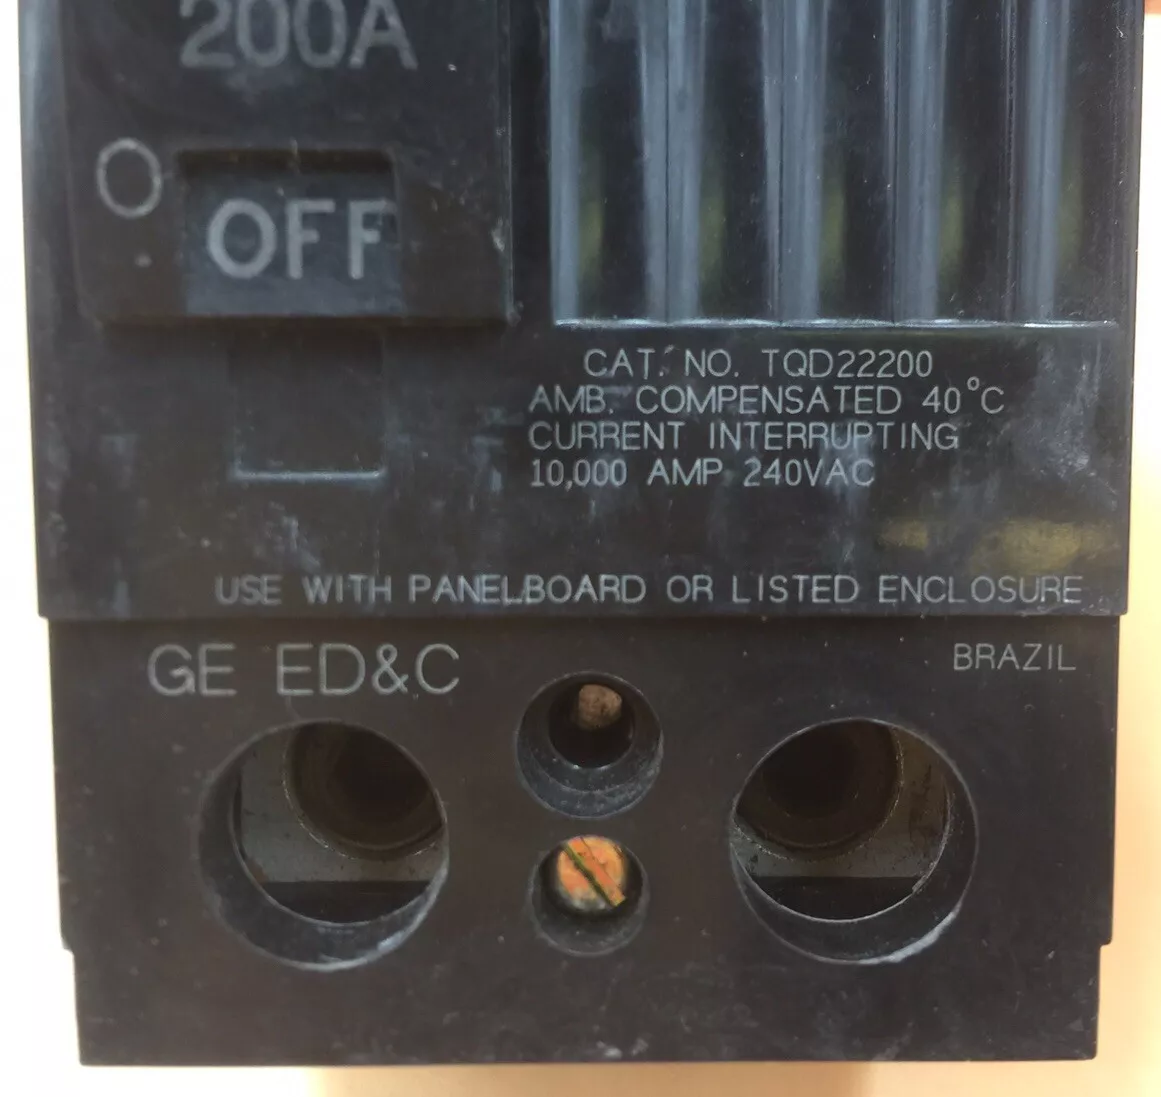 200A
O
OFF
CAT. NO. TQD22200
AMB. COMPENSATED 40°C
CURRENT INTERRUPTING
10,000 AMP 240VAC
USE WITH PANELBOARD OR LISTED ENCLOSURE
GE ED&C
BRAZIL